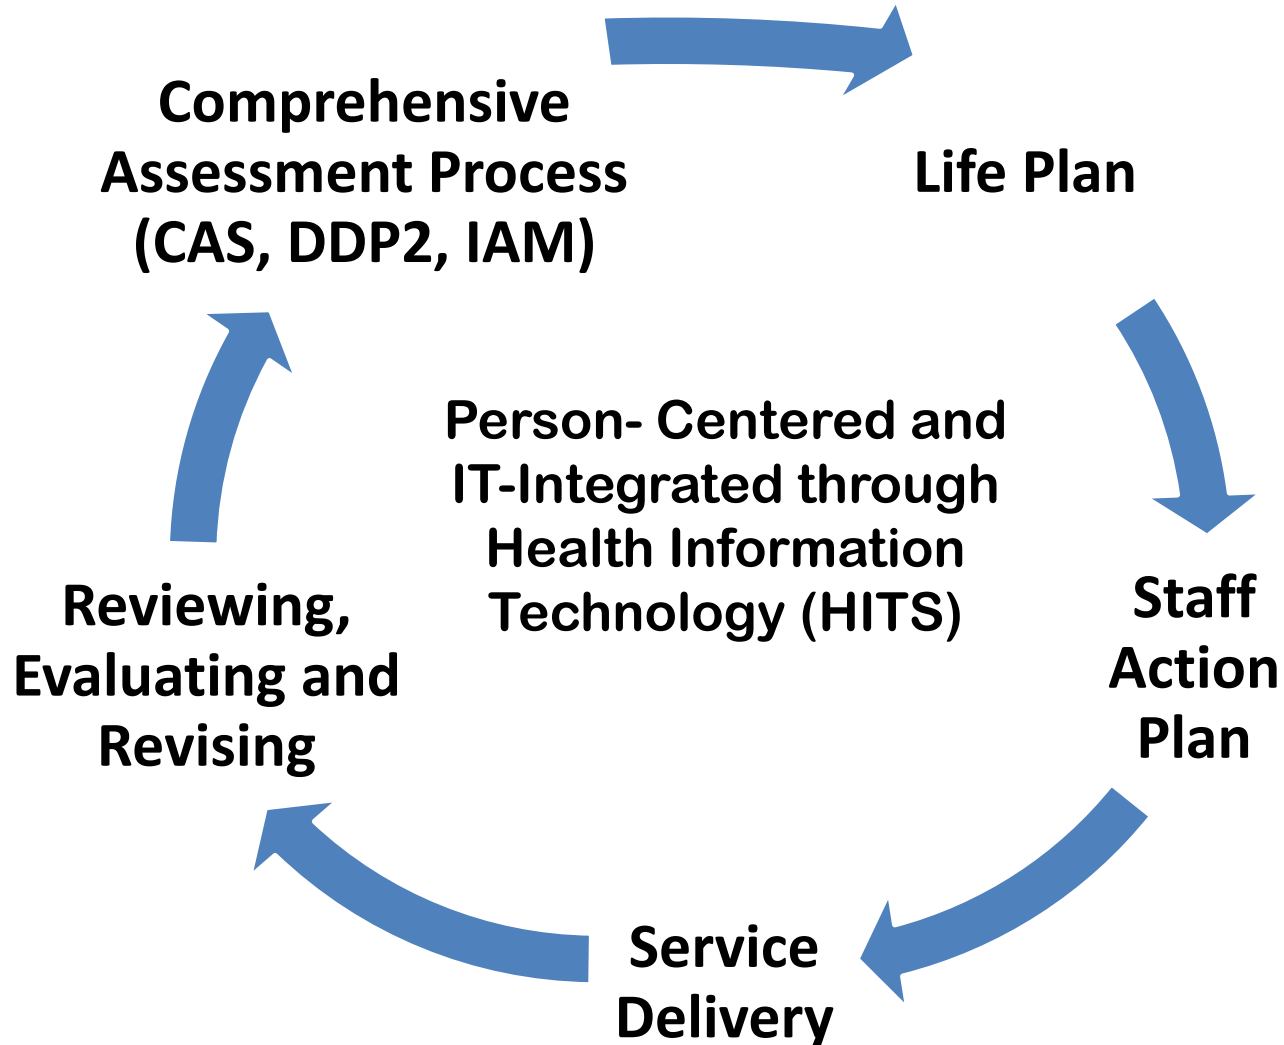 Comprehensive
Assessment Process
(CAS, DDP2, IAM)
Life Plan
Person- Centered and
IT-Integrated through
Health Information
Technology (HITS)
Staff
Action
Plan
Service
Delivery
Reviewing,
Evaluating and
Revising